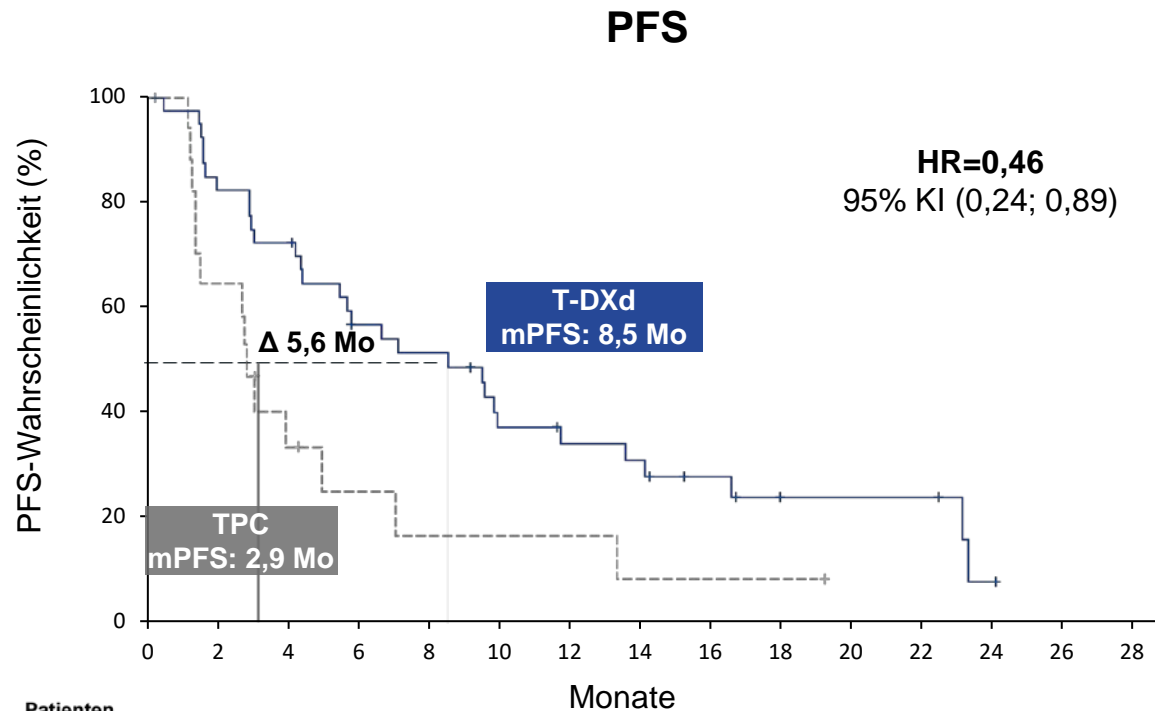 PFS
PFS-Wahrscheinlichkeit (%)
100
80
60
40
20
0
HR=0,46
95% KI (0,24; 0,89)
T-DXd
mPFS: 8,5 Mo
Δ 5,6 Mo
TPC
mPFS: 2,9 Mo
0 2 4 6 8 10 12 14 16 18 20 22 24 26 28
Monate
Patienten